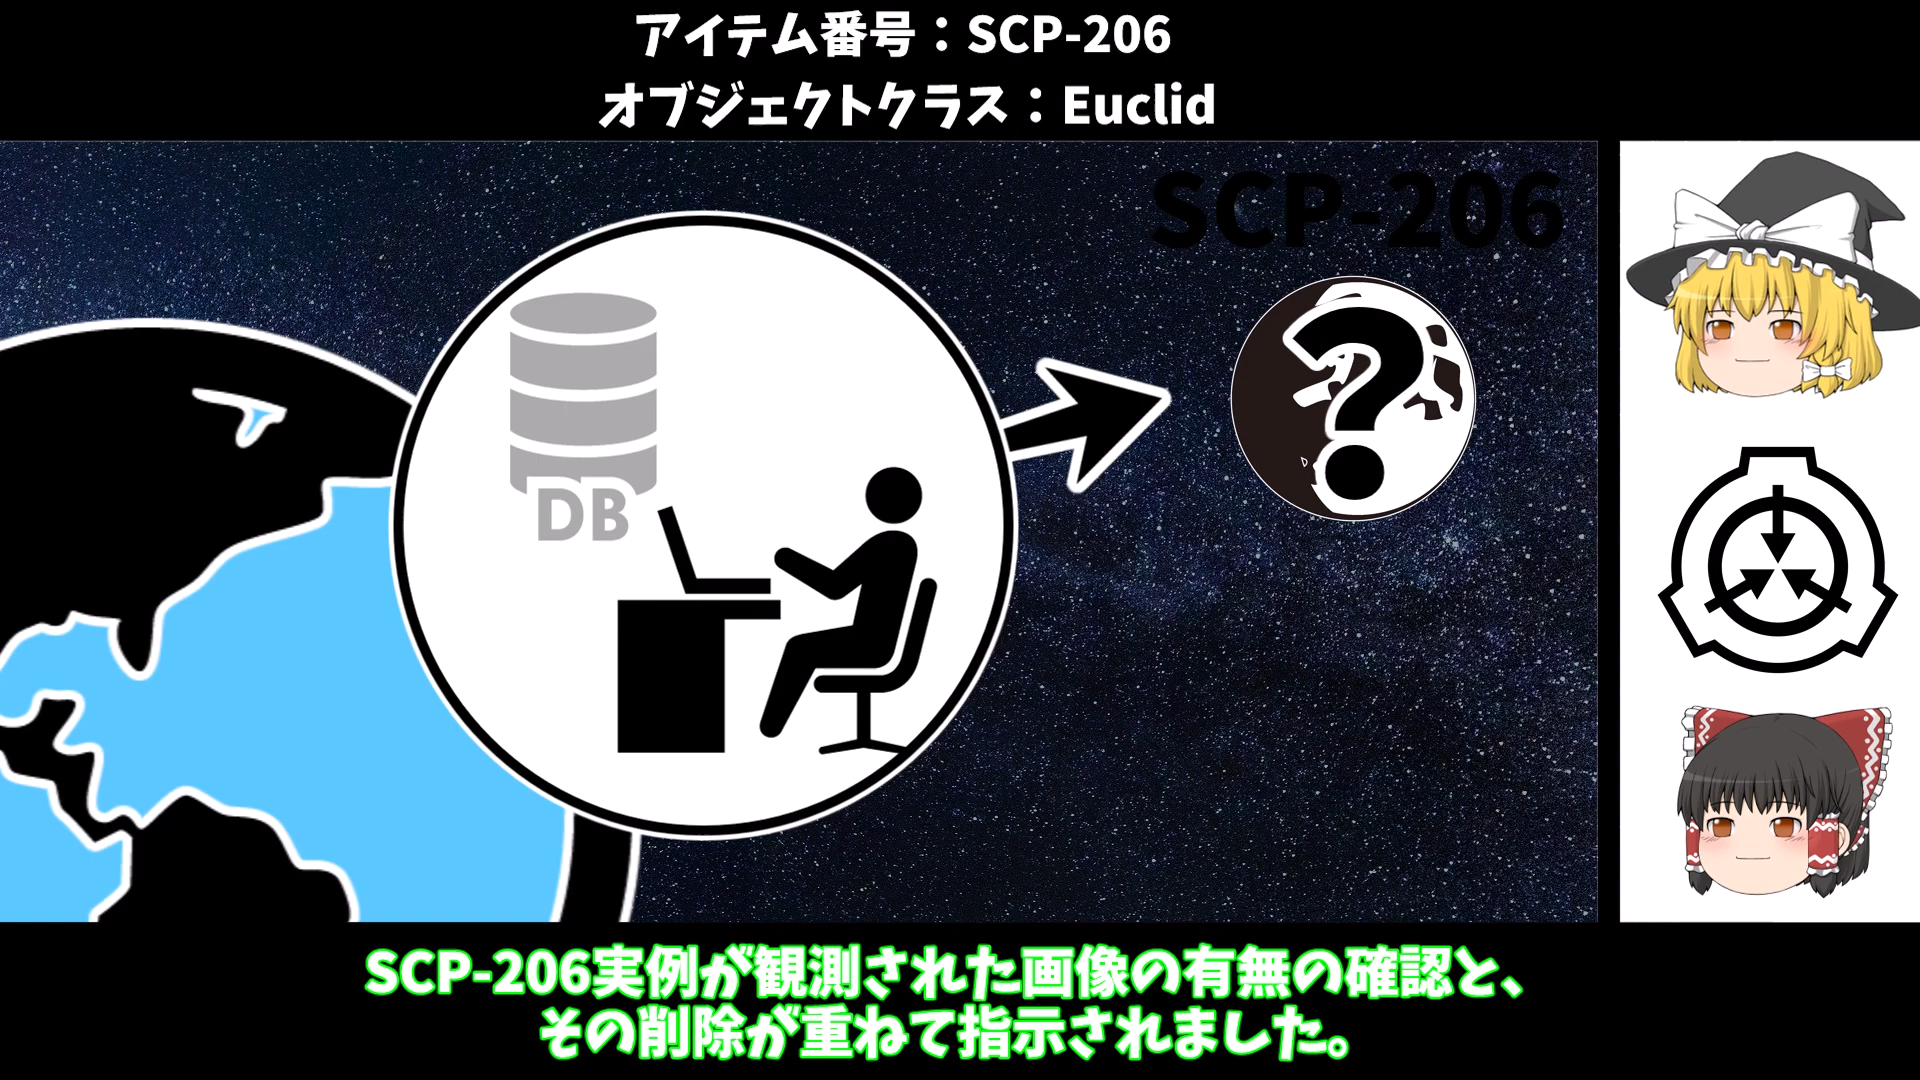 アイテム番号：SCP-206
オブジェクトクラス：Euclid
SCP-206
?
DB
SCP-206実例が観測された画像の有無の確認と、
その削除が重ねて指示されました。